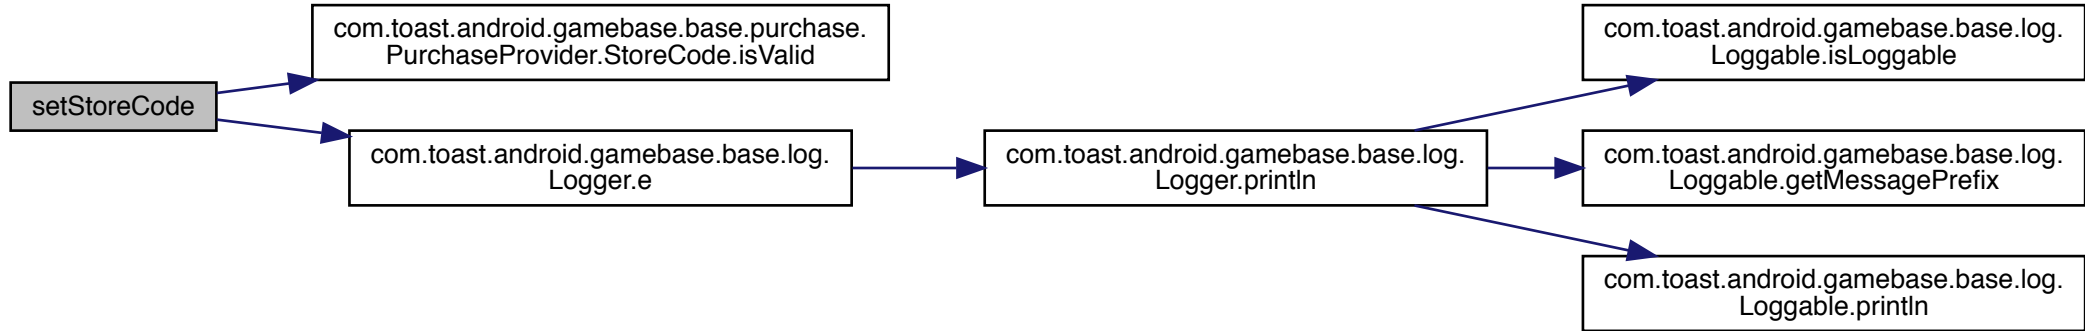 setStoreCode
com.toast.android.gamebase.base.purchase.
PurchaseProvider.StoreCode.isValid
com.toast.android.gamebase.base.log.
Logger.e
com.toast.android.gamebase.base.log.
Logger.println
com.toast.android.gamebase.base.log.
Loggable.isLoggable
com.toast.android.gamebase.base.log.
Loggable.getMessagePrefix
com.toast.android.gamebase.base.log.
Loggable.println